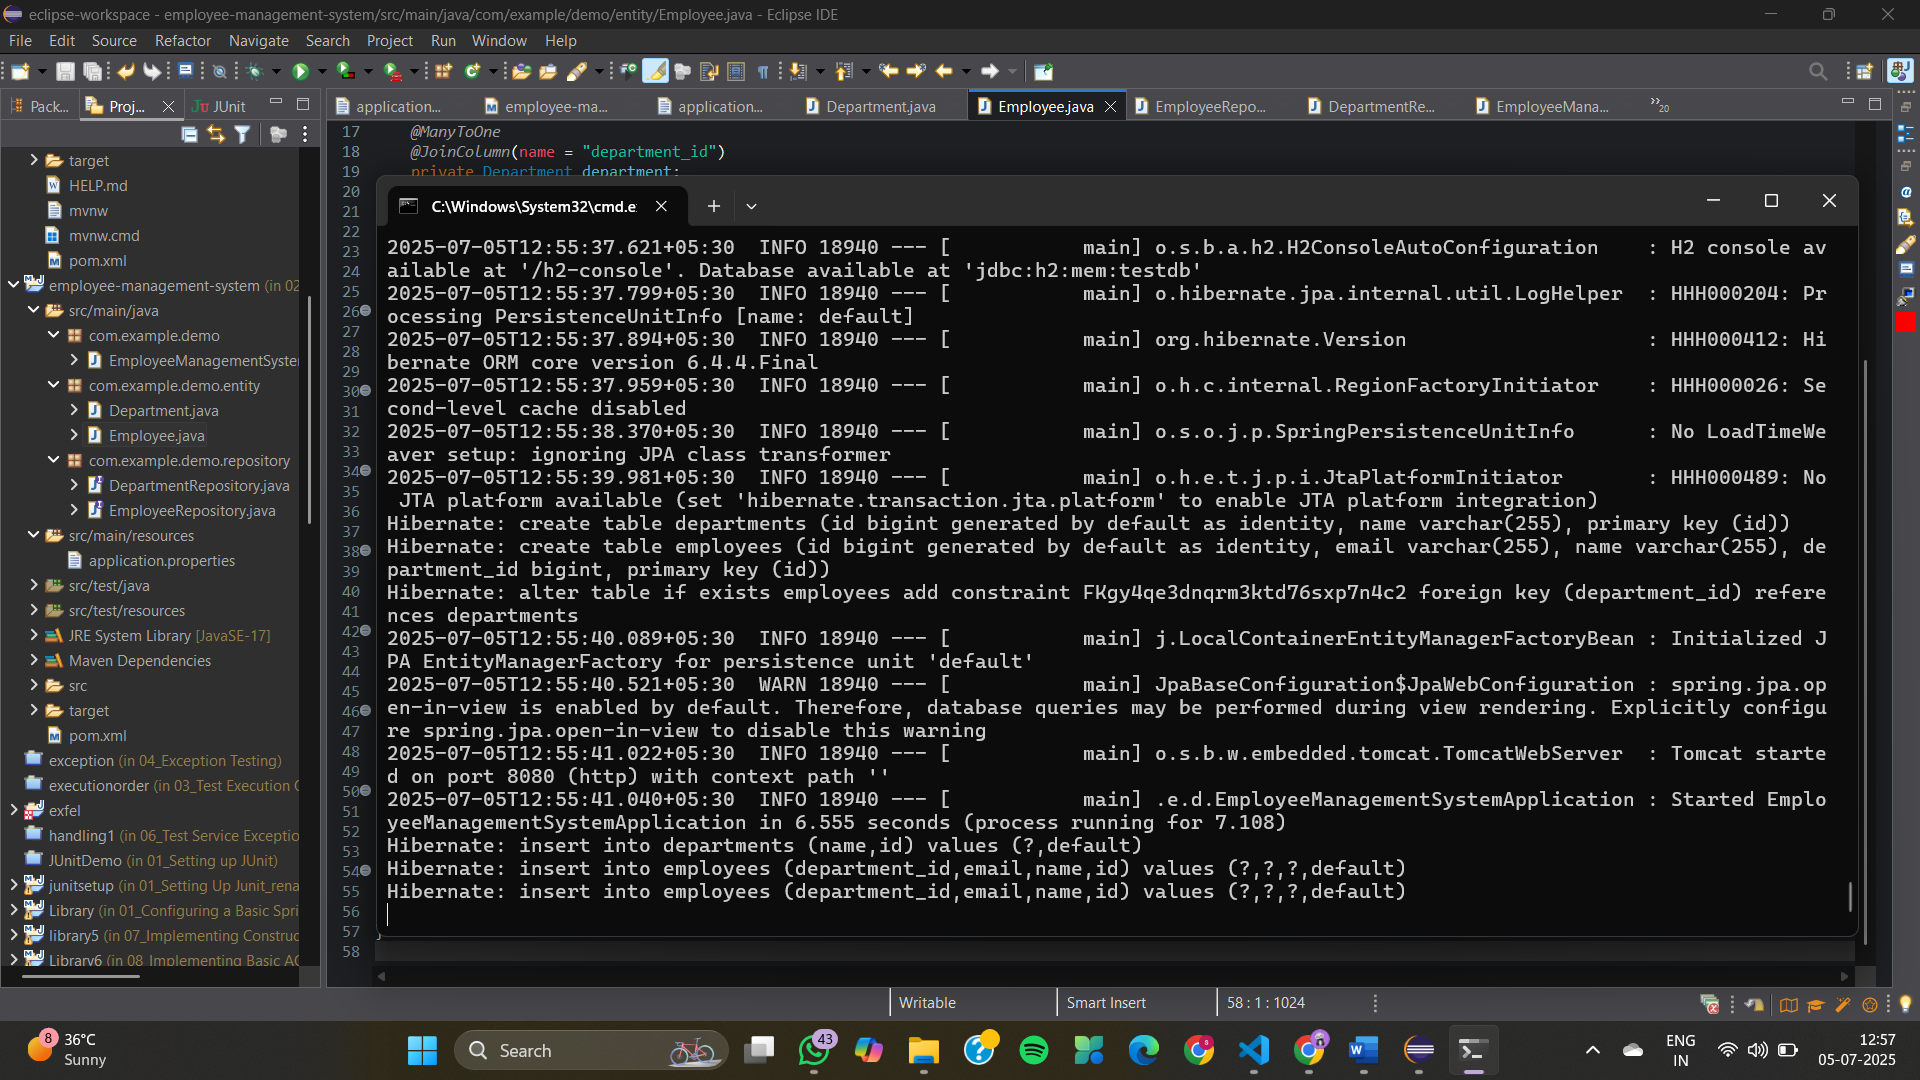 eclipse-workspace - employee-management-system/src/main/java/com/example/demo/entity/Employee.java - Eclipse IDE
File Edit Source Refactor Navigate Search Project Run Window Help
Pack... Proj... JUnit
application... employee-ma... application... Department.java Employee.java EmployeeRepo... DepartmentRe... EmployeeMana... »20
target
HELP.md
mvnw
mvnw.cmd
pom.xml
employee-management-system (in 02
src/main/java
com.example.demo
EmployeeManagementSyste
com.example.demo.entity
Department.java
Employee.java
com.example.demo.repository
DepartmentRepository.java
EmployeeRepository.java
src/main/resources
application.properties
src/test/java
src/test/resources
JRE System Library [JavaSE-17]
Maven Dependencies
src
target
pom.xml
exception (in 04_Exception Testing)
executionorder (in 03_Test Execution O
exfel
handling1 (in 06_Test Service Exceptio
JUnitDemo (in 01_Setting up JUnit)
junitsetup (in 01_Setting Up Junit_rena
Library (in 01_Configuring a Basic Spri
library5 (in 07_Implementing Construc
Library6 (in 08_Implementing Basic AO
17 @ManyToOne
18 @JoinColumn(name = "department_id")
19 private Department department;
20
21
22
23
24
25
26
27
28
29
30
31
32
33
34
35
36
37
38
39
40
41
42
43
44
45
46
47
48
49
50
51
52
53
54
55
56
57 }
58
C:\Windows\System32\cmd.e
2025-07-05T12:55:37.621+05:30  INFO 18940 --- [           main] o.s.b.a.h2.H2ConsoleAutoConfiguration    : H2 console av
ailable at '/h2-console'. Database available at 'jdbc:h2:mem:testdb'
2025-07-05T12:55:37.799+05:30  INFO 18940 --- [           main] o.hibernate.jpa.internal.util.LogHelper  : HHH000204: Pr
ocessing PersistenceUnitInfo [name: default]
2025-07-05T12:55:37.894+05:30  INFO 18940 --- [           main] org.hibernate.Version                    : HHH000412: Hi
bernate ORM core version 6.4.4.Final
2025-07-05T12:55:37.959+05:30  INFO 18940 --- [           main] o.h.c.internal.RegionFactoryInitiator    : HHH000026: Se
cond-level cache disabled
2025-07-05T12:55:38.370+05:30  INFO 18940 --- [           main] o.s.o.j.p.SpringPersistenceUnitInfo      : No LoadTimeWe
aver setup: ignoring JPA class transformer
2025-07-05T12:55:39.981+05:30  INFO 18940 --- [           main] o.h.e.t.j.p.i.JtaPlatformInitiator       : HHH000489: No
 JTA platform available (set 'hibernate.transaction.jta.platform' to enable JTA platform integration)
Hibernate: create table departments (id bigint generated by default as identity, name varchar(255), primary key (id))
Hibernate: create table employees (id bigint generated by default as identity, email varchar(255), name varchar(255), de
partment_id bigint, primary key (id))
Hibernate: alter table if exists employees add constraint FKgy4qe3dnqrm3ktd76sxp7n4c2 foreign key (department_id) refere
nces departments
2025-07-05T12:55:40.089+05:30  INFO 18940 --- [           main] j.LocalContainerEntityManagerFactoryBean : Initialized J
PA EntityManagerFactory for persistence unit 'default'
2025-07-05T12:55:40.521+05:30  WARN 18940 --- [           main] JpaBaseConfiguration$JpaWebConfiguration : spring.jpa.op
en-in-view is enabled by default. Therefore, database queries may be performed during view rendering. Explicitly configu
re spring.jpa.open-in-view to disable this warning
2025-07-05T12:55:41.022+05:30  INFO 18940 --- [           main] o.s.b.w.embedded.tomcat.TomcatWebServer  : Tomcat starte
d on port 8080 (http) with context path ''
2025-07-05T12:55:41.040+05:30  INFO 18940 --- [           main] .e.d.EmployeeManagementSystemApplication : Started Emplo
yeeManagementSystemApplication in 6.555 seconds (process running for 7.108)
Hibernate: insert into departments (name,id) values (?,default)
Hibernate: insert into employees (department_id,email,name,id) values (?,?,?,default)
Hibernate: insert into employees (department_id,email,name,id) values (?,?,?,default)
Writable Smart Insert 58 : 1 : 1024
8 36°C
Sunny
Search
43
8
ENG
IN
12:57
05-07-2025